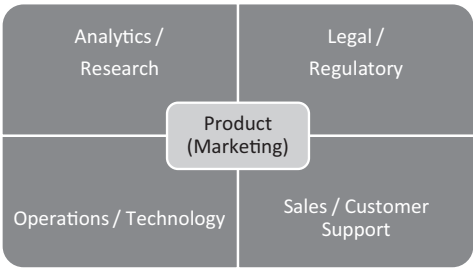 Analytics /
Research
Legal /
Regulatory
Product
(Marketing)
Operations / Technology
Sales / Customer
Support